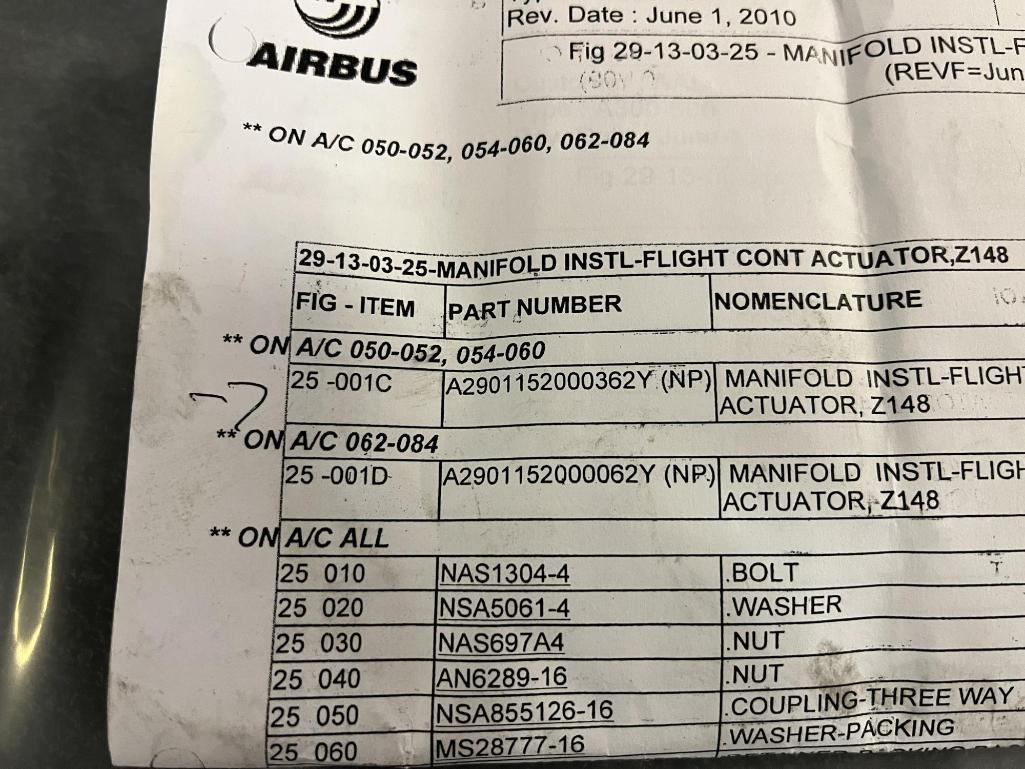 Rev. Date : June 1, 2010
Fig 29-13-03-25 - MANIFOLD INSTL-F
(REVF=Jun
AIRBUS
** ON A/C 050-052, 054-060, 062-084
29-13-03-25-MANIFOLD INSTL-FLIGHT CONT ACTUATOR,Z148
FIG - ITEM PART NUMBER NOMENCLATURE
** ON A/C 050-052, 054-060
25 -001C A2901152000362Y (NP) MANIFOLD INSTL-FLIGHT
ACTUATOR, Z148
** ON A/C 062-084
25 -001D A2901152000062Y (NP) MANIFOLD INSTL-FLIGH
ACTUATOR, Z148
** ON A/C ALL
25 010 NAS1304-4 .BOLT
25 020 NSA5061-4 .WASHER
25 030 NAS697A4 .NUT
25 040 AN6289-16 .NUT
25 050 NSA855126-16 .COUPLING-THREE WAY
25 060 MS28777-16 .WASHER-PACKING